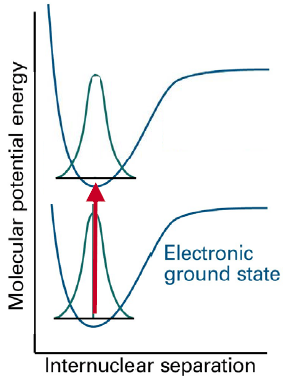 Molecular potential energy
Electronic
ground state
Internuclear separation